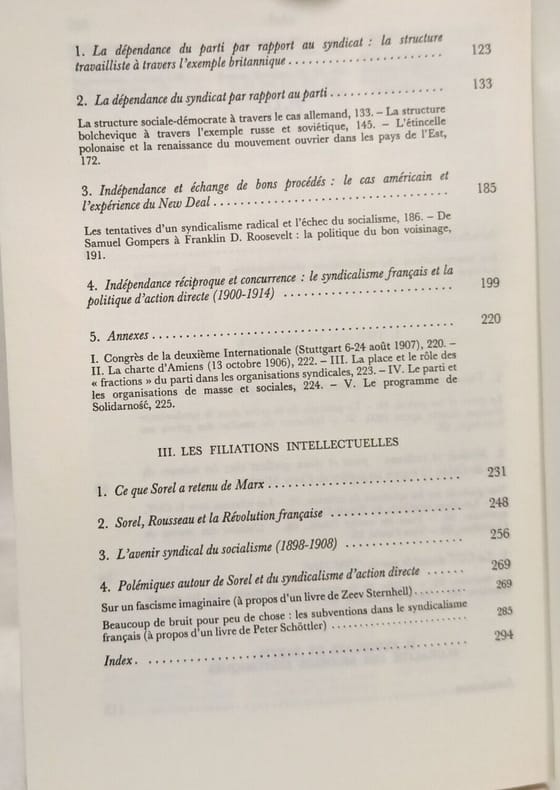 1. La dépendance du parti par rapport au syndicat : la structure
travailliste à travers l'exemple britannique . . . . . . . . . . . . . . . . . . . . . 123
2. La dépendance du syndicat par rapport au parti . . . . . . . . . . . . . . . . 133
La structure sociale-démocrate à travers le cas allemand, 133. – La structure
bolchevique à travers l'exemple russe et soviétique, 145. – L'étincelle
polonaise et la renaissance du mouvement ouvrier dans les pays de l'Est,
172.
3. Indépendance et échange de bons procédés : le cas américain et
l'expérience du New Deal . . . . . . . . . . . . . . . . . . . . . . . . . . . . . . . . 185
Les tentatives d'un syndicalisme radical et l'échec du socialisme, 186. – De
Samuel Gompers à Franklin D. Roosevelt : la politique du bon voisinage,
191.
4. Indépendance réciproque et concurrence : le syndicalisme français et la
politique d'action directe (1900-1914) . . . . . . . . . . . . . . . . . . . . . . . 199
5. Annexes . . . . . . . . . . . . . . . . . . . . . . . . . . . . . . . . . . . . . . . . 220
I. Congrès de la deuxième Internationale (Stuttgart 6-24 août 1907), 220. –
II. La charte d'Amiens (13 octobre 1906), 222. – III. La place et le rôle des
« fractions » du parti dans les organisations syndicales, 223. – IV. Le parti et
les organisations de masse et sociales, 224. – V. Le programme de
Solidarność, 225.
III. LES FILIATIONS INTELLECTUELLES
1. Ce que Sorel a retenu de Marx . . . . . . . . . . . . . . . . . . . . . . . . . . 231
2. Sorel, Rousseau et la Révolution française . . . . . . . . . . . . . . . . . . 248
3. L'avenir syndical du socialisme (1898-1908) . . . . . . . . . . . . . . . . 256
4. Polémiques autour de Sorel et du syndicalisme d'action directe . . . . . . 269
Sur un fascisme imaginaire (à propos d'un livre de Zeev Sternhell) . . . . . . . . . . 269
Beaucoup de bruit pour peu de chose : les subventions dans le syndicalisme
français (à propos d'un livre de Peter Schöttler) . . . . . . . . . . . . . . . . . . . . 285
Index . . . . . . . . . . . . . . . . . . . . . . . . . . . . . . . . . . . . . . . . . . 294